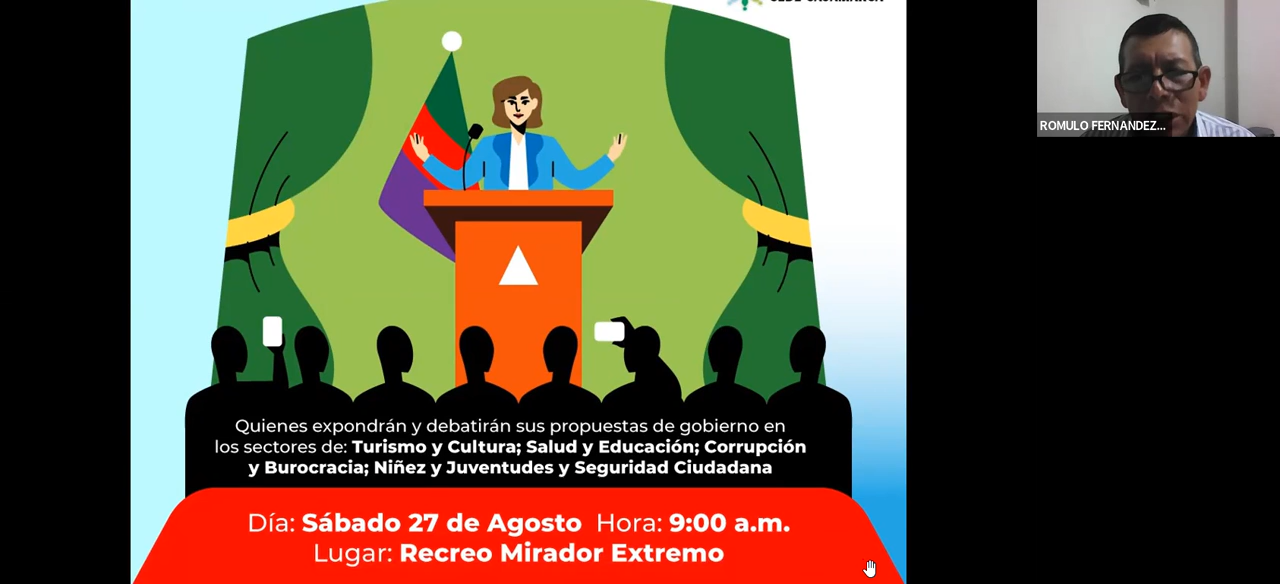 ROMULO FERNANDEZ...
Quienes expondrán y debatirán sus propuestas de gobierno en
los sectores de: Turismo y Cultura; Salud y Educación; Corrupción
y Burocracia; Niñez y Juventudes y Seguridad Ciudadana
Día: Sábado 27 de Agosto Hora: 9:00 a.m.
Lugar: Recreo Mirador Extremo